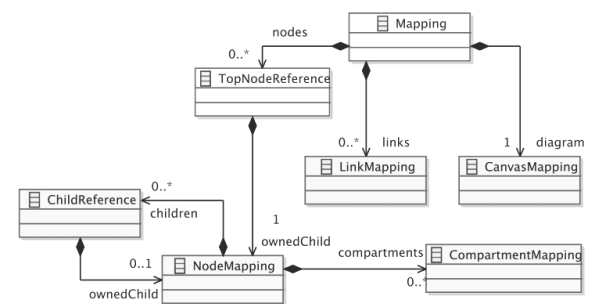 Mapping
nodes
0..*
TopNodeReference
0..*
links
1
diagram
LinkMapping
CanvasMapping
ChildReference
0..*
children
1
ownedChild
0..1
ownedChild
NodeMapping
compartments
0..*
CompartmentMapping